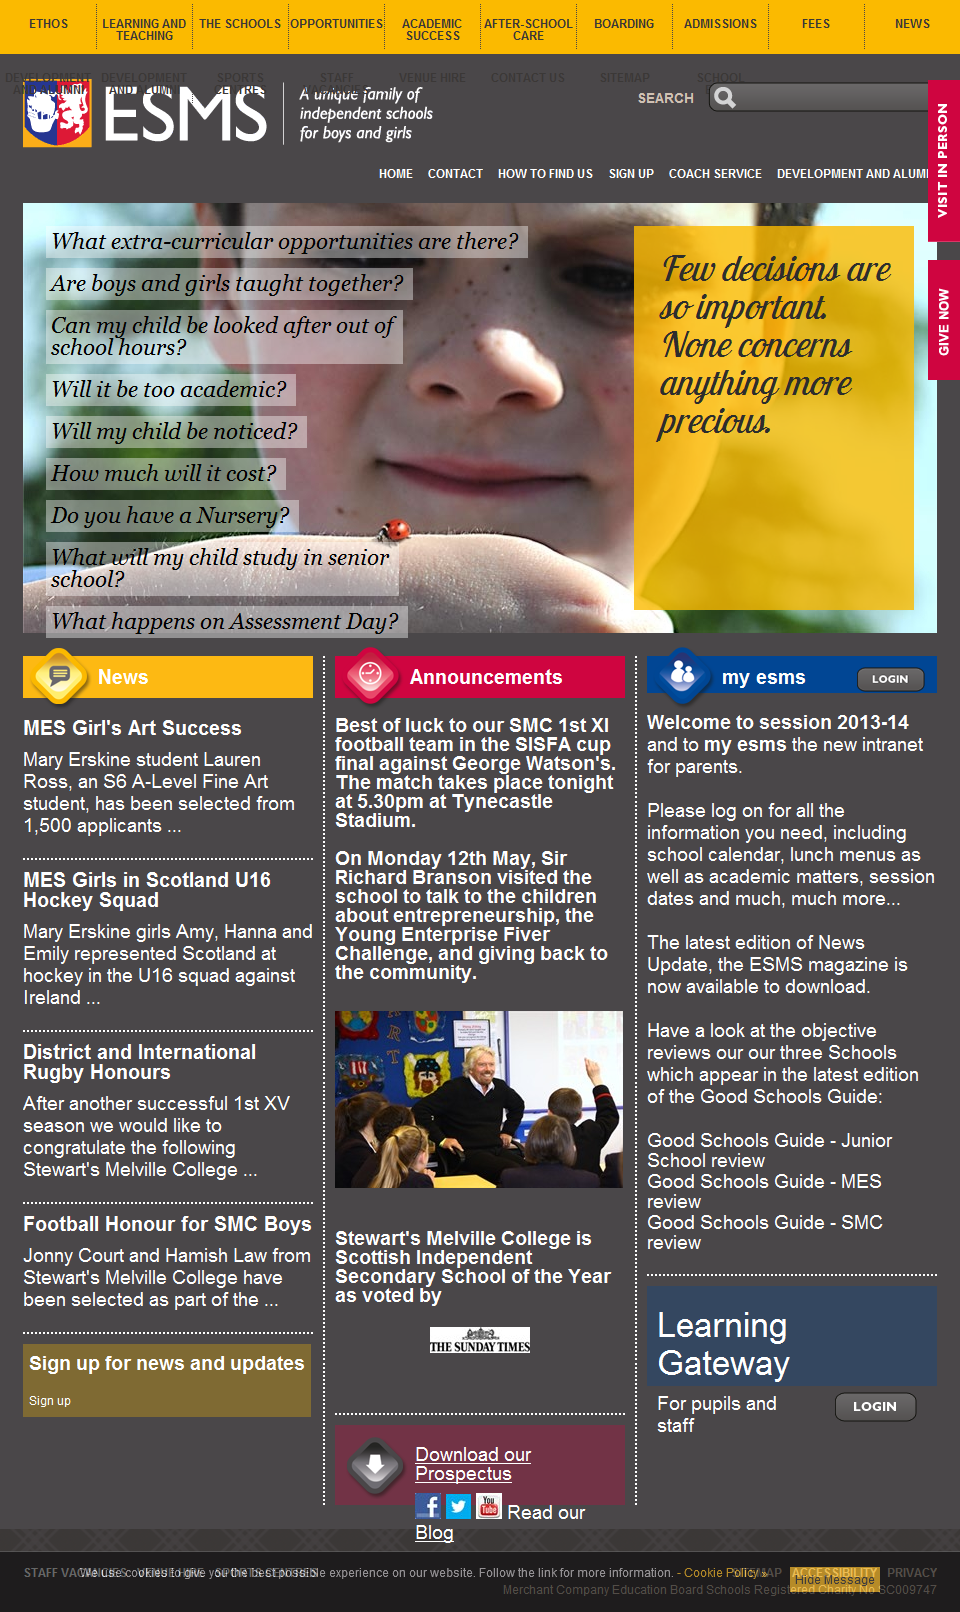 ETHOS
LEARNING AND TEACHING
THE SCHOOLS
OPPORTUNITIES
ACADEMIC SUCCESS
AFTER-SCHOOL CARE
BOARDING
ADMISSIONS
FEES
NEWS
DEVELOPMENT AND ALUMNI
DEVELOPMENT AND ALUMNI
SPORTS CENTRES
STAFF VACANCIES
VENUE HIRE
CONTACT US
SITEMAP
SCHOOL
ESMS
A unique family of
independent schools
for boys and girls
SEARCH
VISIT IN PERSON
HOME CONTACT HOW TO FIND US SIGN UP COACH SERVICE DEVELOPMENT AND ALUM
GIVE NOW
What extra-curricular opportunities are there?
Are boys and girls taught together?
Can my child be looked after out of
school hours?
Will it be too academic?
Will my child be noticed?
How much will it cost?
Do you have a Nursery?
What will my child study in senior
school?
What happens on Assessment Day?
Few decisions are
so important.
None concerns
anything more
precious.
News
MES Girl's Art Success
Mary Erskine student Lauren
Ross, an S6 A-Level Fine Art
student, has been selected from
1,500 applicants ...
MES Girls in Scotland U16
Hockey Squad
Mary Erskine girls Amy, Hanna and
Emily represented Scotland at
hockey in the U16 squad against
Ireland ...
District and International
Rugby Honours
After another successful 1st XV
season we would like to
congratulate the following
Stewart's Melville College ...
Football Honour for SMC Boys
Jonny Court and Hamish Law from
Stewart's Melville College have
been selected as part of the ...
Sign up for news and updates
Sign up
Announcements
Best of luck to our SMC 1st XI
football team in the SISFA cup
final against George Watson's.
The match takes place tonight
at 5.30pm at Tynecastle
Stadium.
On Monday 12th May, Sir
Richard Branson visited the
school to talk to the children
about entrepreneurship, the
Young Enterprise Fiver
Challenge, and giving back to
the community.
Stewart's Melville College is
Scottish Independent
Secondary School of the Year
as voted by
THE SUNDAY TIMES
Download our
Prospectus
You Tube
Read our
Blog
my esms
LOGIN
Welcome to session 2013-14
and to my esms the new intranet
for parents.
Please log on for all the
information you need, including
school calendar, lunch menus as
well as academic matters, session
dates and much, much more...
The latest edition of News
Update, the ESMS magazine is
now available to download.
Have a look at the objective
reviews our our three Schools
which appear in the latest edition
of the Good Schools Guide:
Good Schools Guide - Junior
School review
Good Schools Guide - MES
review
Good Schools Guide - SMC
review
Learning
Gateway
For pupils and
staff
LOGIN
STAFF VACANCIES VENUE HIRE SPORTS CENTRES SITEMAP ACCESSIBILITY PRIVACY
We use cookies to give you the best possible experience on our website. Follow the link for more information. - Cookie Policy »
Hide Message
Merchant Company Education Board Schools Registered Charity No SC009747